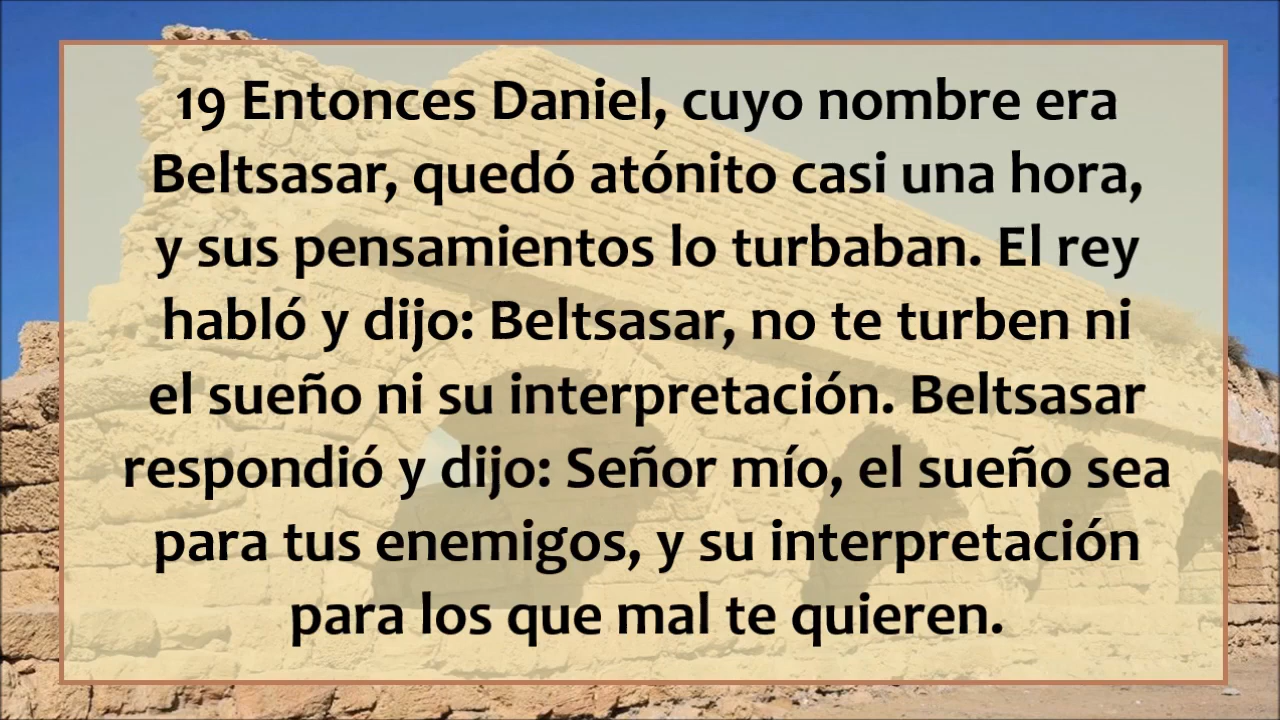 19 Entonces Daniel, cuyo nombre era
Beltsasar, quedó atónito casi una hora,
y sus pensamientos lo turbaban. El rey
habló y dijo: Beltsasar, no te turben ni
el sueño ni su interpretación. Beltsasar
respondió y dijo: Señor mío, el sueño sea
para tus enemigos, y su interpretación
para los que mal te quieren.